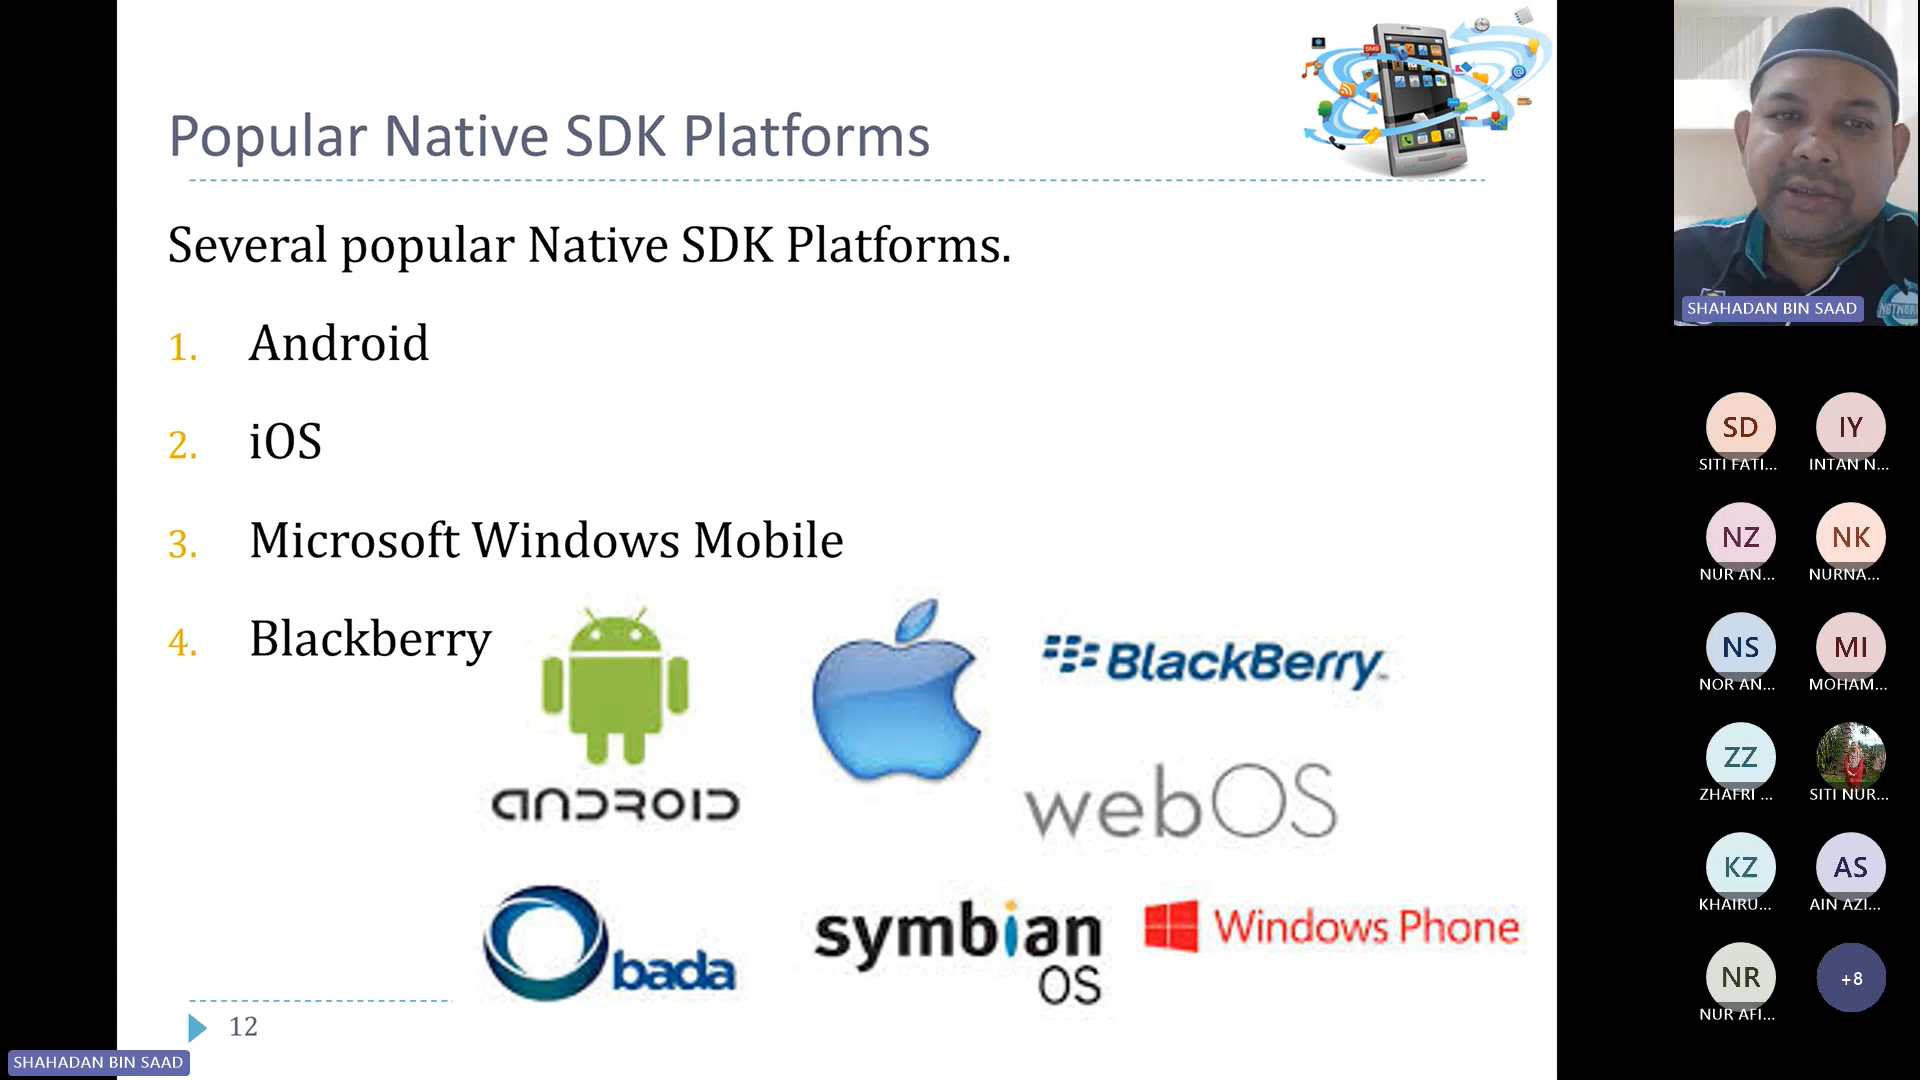 Popular Native SDK Platforms
Several popular Native SDK Platforms.
1. Android
2. iOS
3. Microsoft Windows Mobile
4. Blackberry
ANDROID
BlackBerry
webOS
bada
symbian
OS
Windows Phone
12
SHAHADAN BIN SAAD
SHAHADAN BIN SAAD
SD
SITI FATI...
IY
INTAN N...
NZ
NUR AN...
NK
NURNA...
NS
NOR AN...
MI
MOHAM...
ZZ
ZHAFRI ...
SITI NUR...
KZ
KHAIRU...
AS
AIN AZI...
NR
NUR AFI...
+8